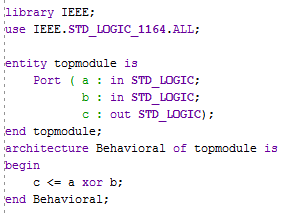 library IEEE;
use IEEE.STD_LOGIC_1164.ALL;
entity topmodule is
Port ( a : in STD_LOGIC;
b : in STD_LOGIC;
c : out STD_LOGIC);
end topmodule;
architecture Behavioral of topmodule is
begin
c <= a xor b;
end Behavioral;